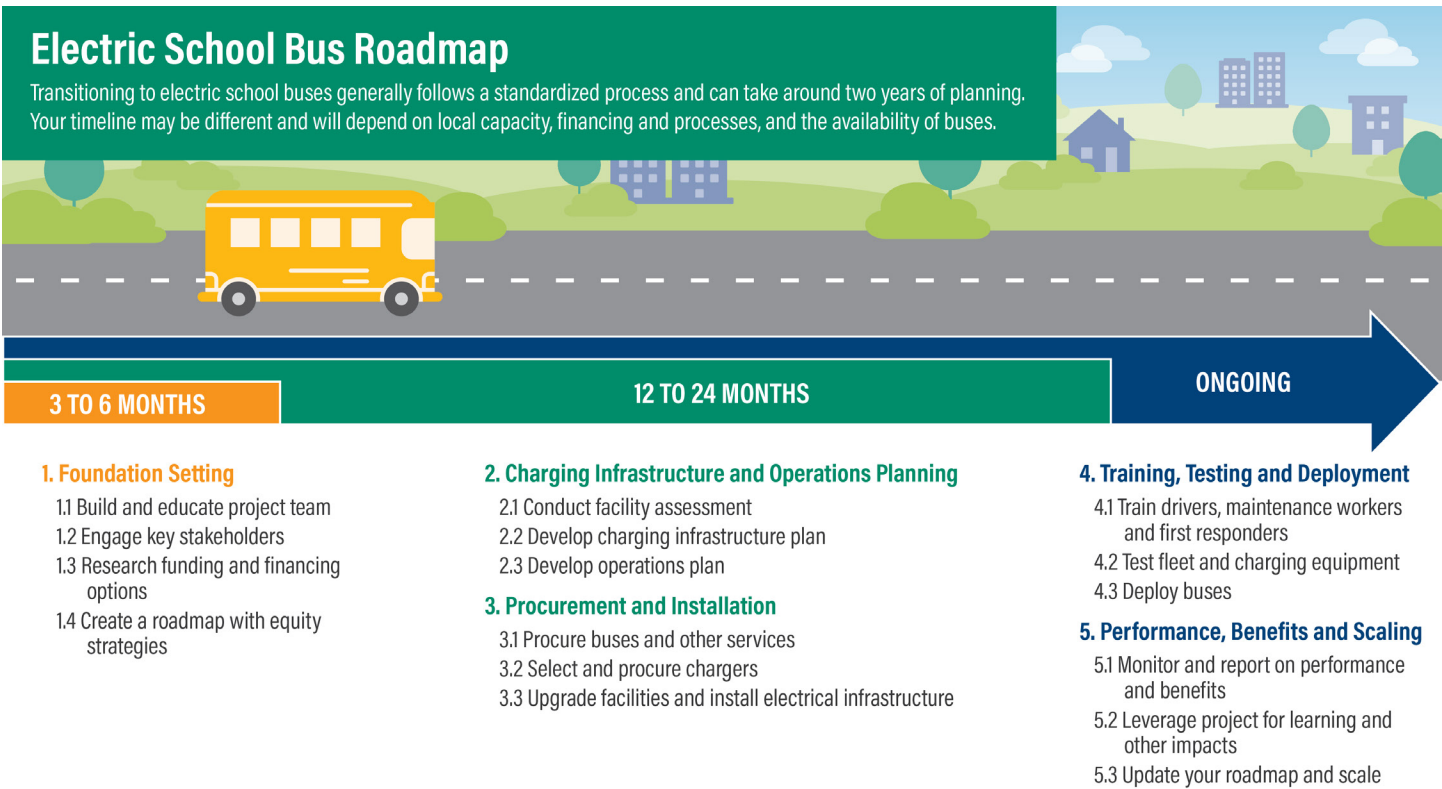 Electric School Bus Roadmap
Transitioning to electric school buses generally follows a standardized process and can take around two years of planning.
Your timeline may be different and will depend on local capacity, financing and processes, and the availability of buses.
3 TO 6 MONTHS
12 TO 24 MONTHS
ONGOING
1. Foundation Setting
1.1 Build and educate project team
1.2 Engage key stakeholders
1.3 Research funding and financing
options
1.4 Create a roadmap with equity
strategies
2. Charging Infrastructure and Operations Planning
2.1 Conduct facility assessment
2.2 Develop charging infrastructure plan
2.3 Develop operations plan
3. Procurement and Installation
3.1 Procure buses and other services
3.2 Select and procure chargers
3.3 Upgrade facilities and install electrical infrastructure
4. Training, Testing and Deployment
4.1 Train drivers, maintenance workers
and first responders
4.2 Test fleet and charging equipment
4.3 Deploy buses
5. Performance, Benefits and Scaling
5.1 Monitor and report on performance
and benefits
5.2 Leverage project for learning and
other impacts
5.3 Update your roadmap and scale